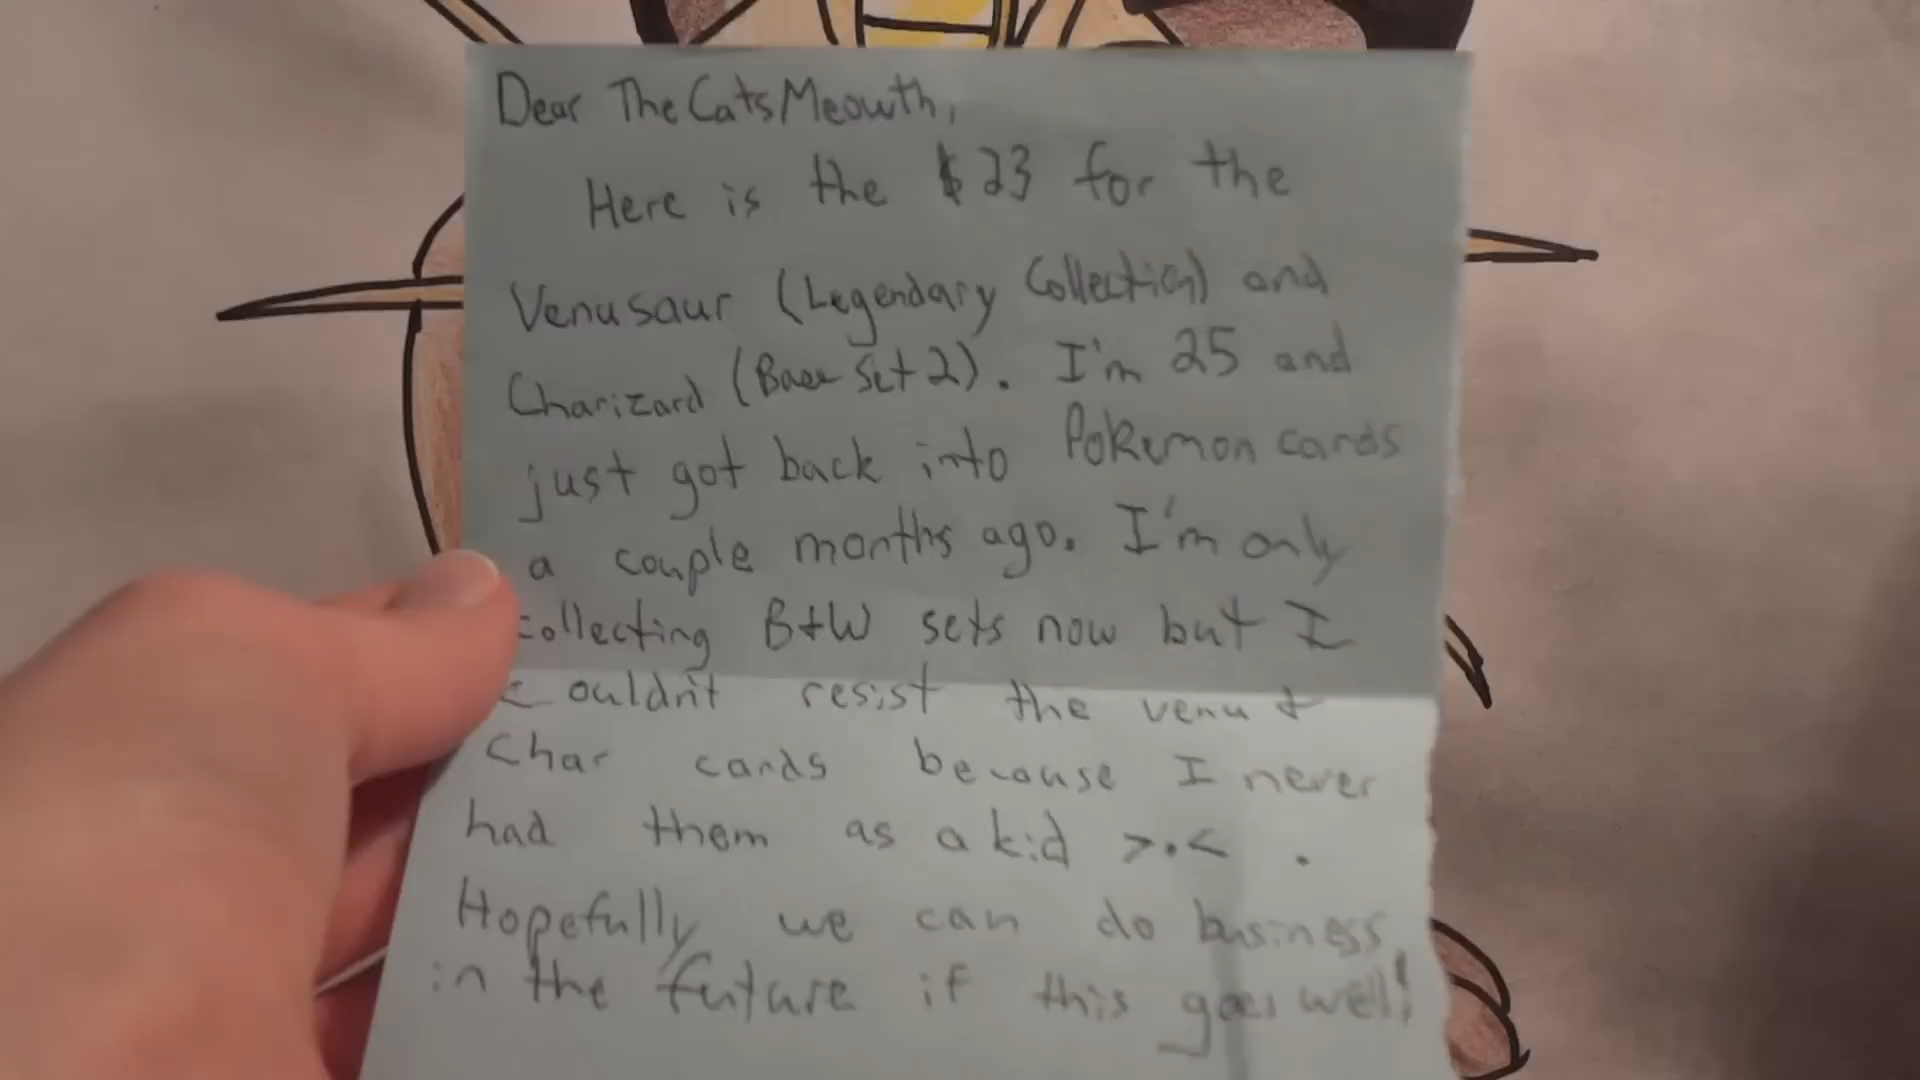 Dear TheCatsMeowth,
Here is the $23 for the
Venusaur (Legendary Collection) and
Charizard (Base Set 2). I'm 25 and
just got back into Pokemon cards
a couple months ago. I'm only
collecting B+W sets now but I
couldn't resist the venu &
char cards because I never
had them as a kid >.< .
Hopefully we can do business
in the future if this goes well!